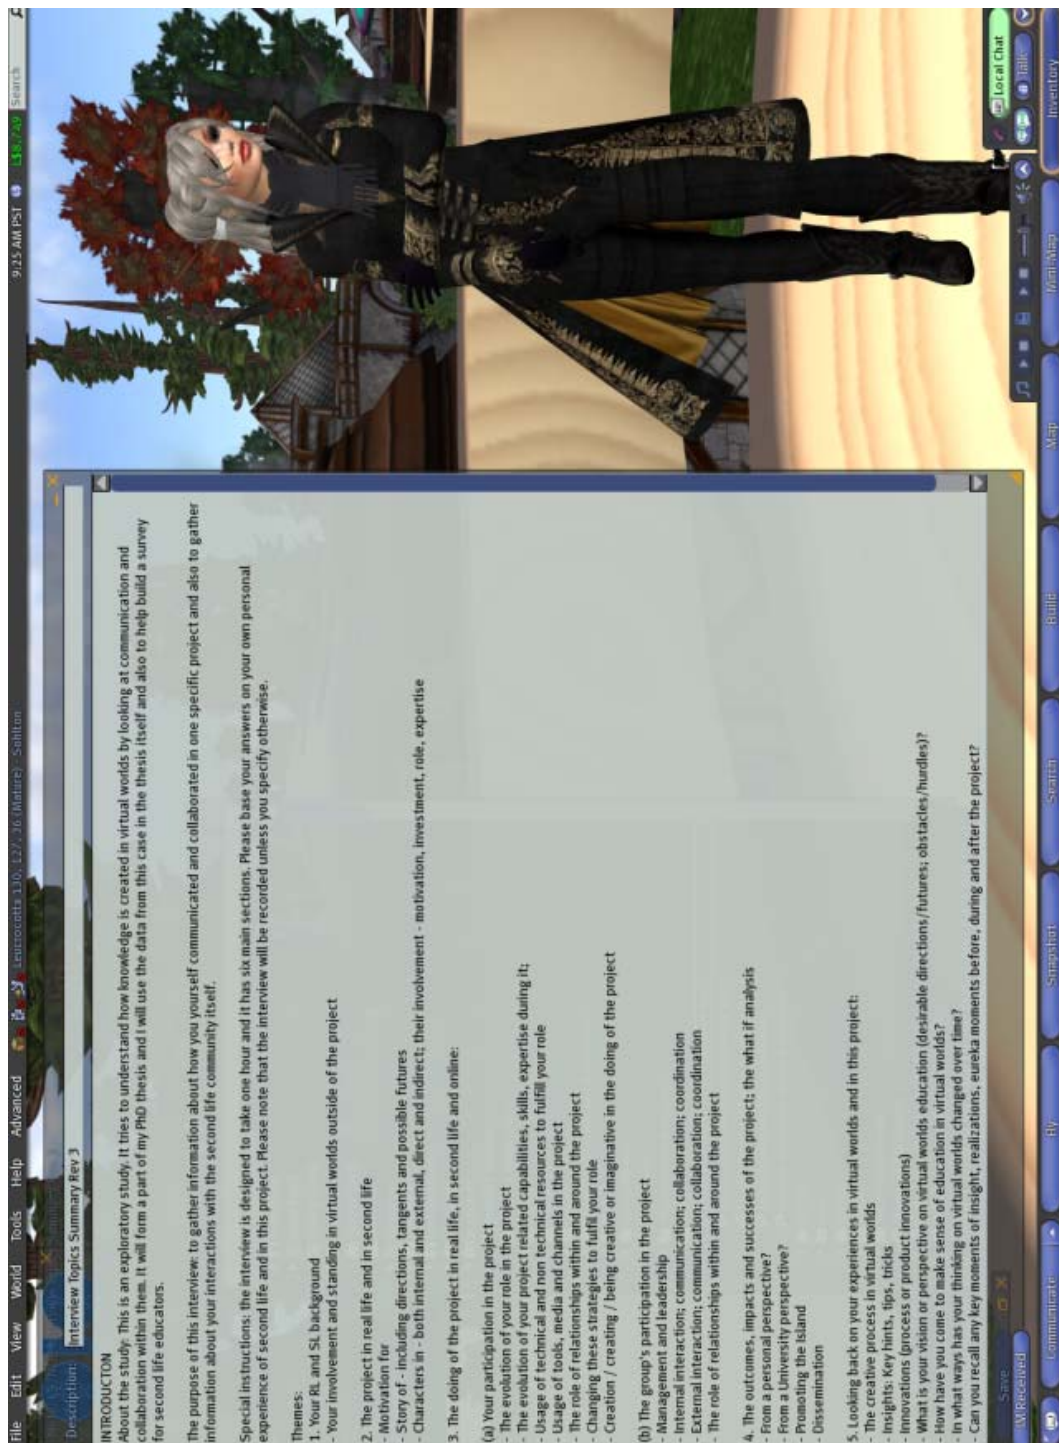 File Edit View World Tools Help Advanced
130, 127, 26 (Mature) -
9:25 AM PST
Search
Description: Interview Topics Summary Rev 3
INTRODUCTION
About the study: This is an exploratory study. It tries to understand how knowledge is created in virtual worlds by looking at communication and
collaboration within them. It will form a part of my PhD thesis and I will use the data from this case in the thesis itself and also to help build a survey
for second life educators.
The purpose of this interview: to gather information about how you yourself communicated and collaborated in one specific project and also to gather
information about your interactions with the second life community itself.
Special instructions: the interview is designed to take one hour and it has six main sections. Please base your answers on your own personal
experience of second life and in this project. Please note that the interview will be recorded unless you specify otherwise.
Themes:
1. Your RL and SL background
- Your involvement and standing in virtual worlds outside of the project
2. The project in real life and in second life
- Motivation for
- Story of - including directions, tangents and possible futures
- Characters in - both internal and external, direct and indirect; their involvement - motivation, investment, role, expertise
3. The doing of the project in real life, in second life and online:
(a) Your participation in the project
- The evolution of your role in the project
- The evolution of your project related capabilities, skills, expertise during it;
- Usage of technical and non technical resources to fulfill your role
- Usage of tools, media and channels in the project
- The role of relationships within and around the project
- Changing these strategies to fulfil your role
- Creation / creating / being creative or imaginative in the doing of the project
(b) The group's participation in the project
- Management and leadership
- Internal interaction; communication; collaboration; coordination
- External interaction; communication; collaboration; coordination
- The role of relationships within and around the project
4. The outcomes, impacts and successes of the project; the what if analysis
- From a personal perspective?
- From a University perspective?
- Promoting the Island
- Dissemination
5. Looking back on your experiences in virtual worlds and in this project:
- The creative process in virtual worlds
- Insights: Key hints, tips, tricks
- Innovations (process or product innovations)
- What is your vision or perspective on virtual worlds education (desirable directions/futures; obstacles/hurdles)?
- How have you come to make sense of education in virtual worlds?
- In what ways has your thinking on virtual worlds changed over time?
- Can you recall any key moments of insight, realizations, eureka moments before, during and after the project?
Save
IM Received
Local Chat
Talk
Communicate Fly Snapshot Search Build Map Mini-Map Inventory